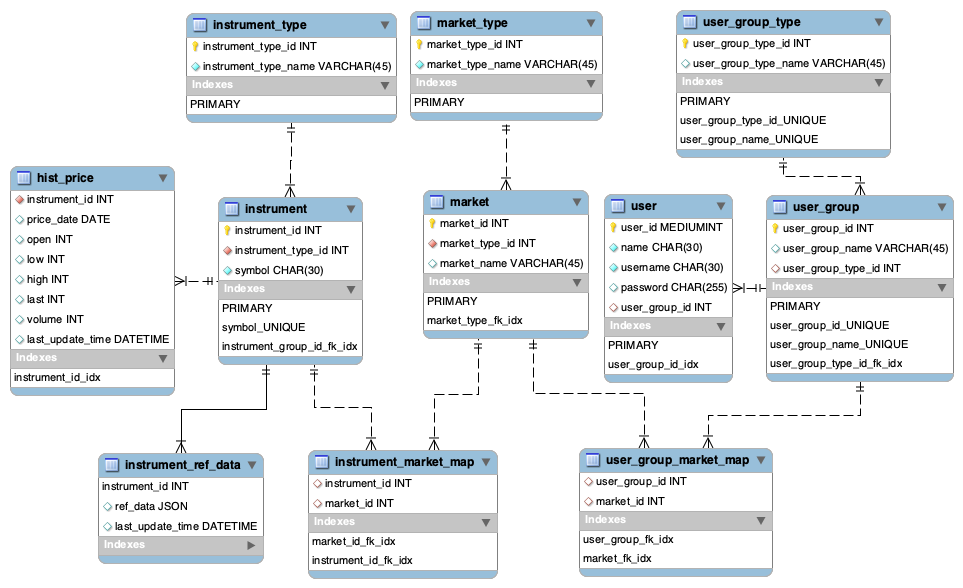 instrument_type
instrument_type_id INT
instrument_type_name VARCHAR(45)
Indexes
PRIMARY
market_type
market_type_id INT
market_type_name VARCHAR(45)
Indexes
PRIMARY
user_group_type
user_group_type_id INT
user_group_type_name VARCHAR(45)
Indexes
PRIMARY
user_group_type_id_UNIQUE
user_group_name_UNIQUE
hist_price
instrument_id INT
price_date DATE
open INT
low INT
high INT
last INT
volume INT
last_update_time DATETIME
Indexes
instrument_id_idx
instrument
instrument_id INT
instrument_type_id INT
symbol CHAR(30)
Indexes
PRIMARY
symbol_UNIQUE
instrument_group_id_fk_idx
market
market_id INT
market_type_id INT
market_name VARCHAR(45)
Indexes
PRIMARY
market_type_fk_idx
user
user_id MEDIUMINT
name CHAR(30)
username CHAR(30)
password CHAR(255)
user_group_id INT
Indexes
PRIMARY
user_group_id_idx
user_group
user_group_id INT
user_group_name VARCHAR(45)
user_group_type_id INT
Indexes
PRIMARY
user_group_id_UNIQUE
user_group_name_UNIQUE
user_group_type_id_fk_idx
instrument_ref_data
instrument_id INT
ref_data JSON
last_update_time DATETIME
Indexes
instrument_market_map
instrument_id INT
market_id INT
Indexes
market_id_fk_idx
instrument_id_fk_idx
user_group_market_map
user_group_id INT
market_id INT
Indexes
user_group_fk_idx
market_fk_idx